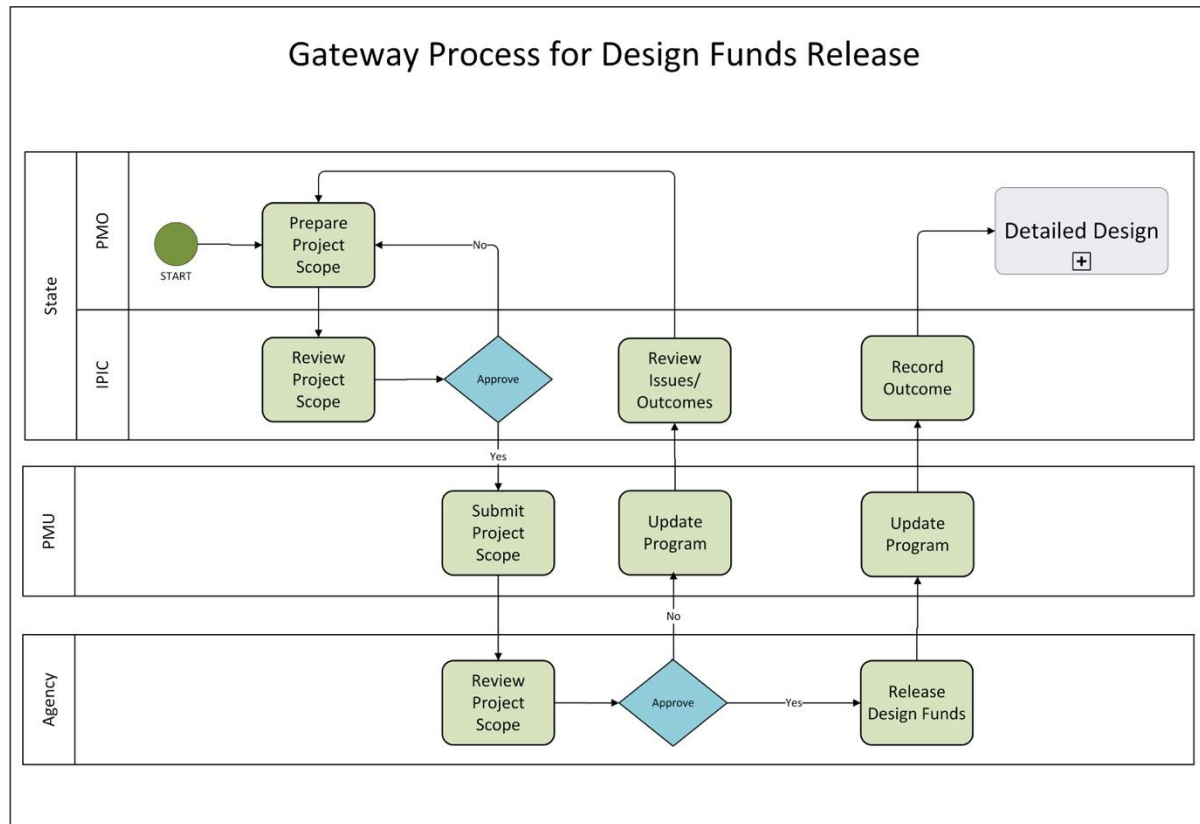 Gateway Process for Design Funds Release
State
PMO
START
Prepare
Project
Scope
No
Detailed Design
IPIC
Review
Project
Scope
Approve
Yes
Review
Issues/
Outcomes
Record
Outcome
PMU
Submit
Project
Scope
Update
Program
Update
Program
No
Agency
Review
Project
Scope
Approve
Yes
Release
Design Funds